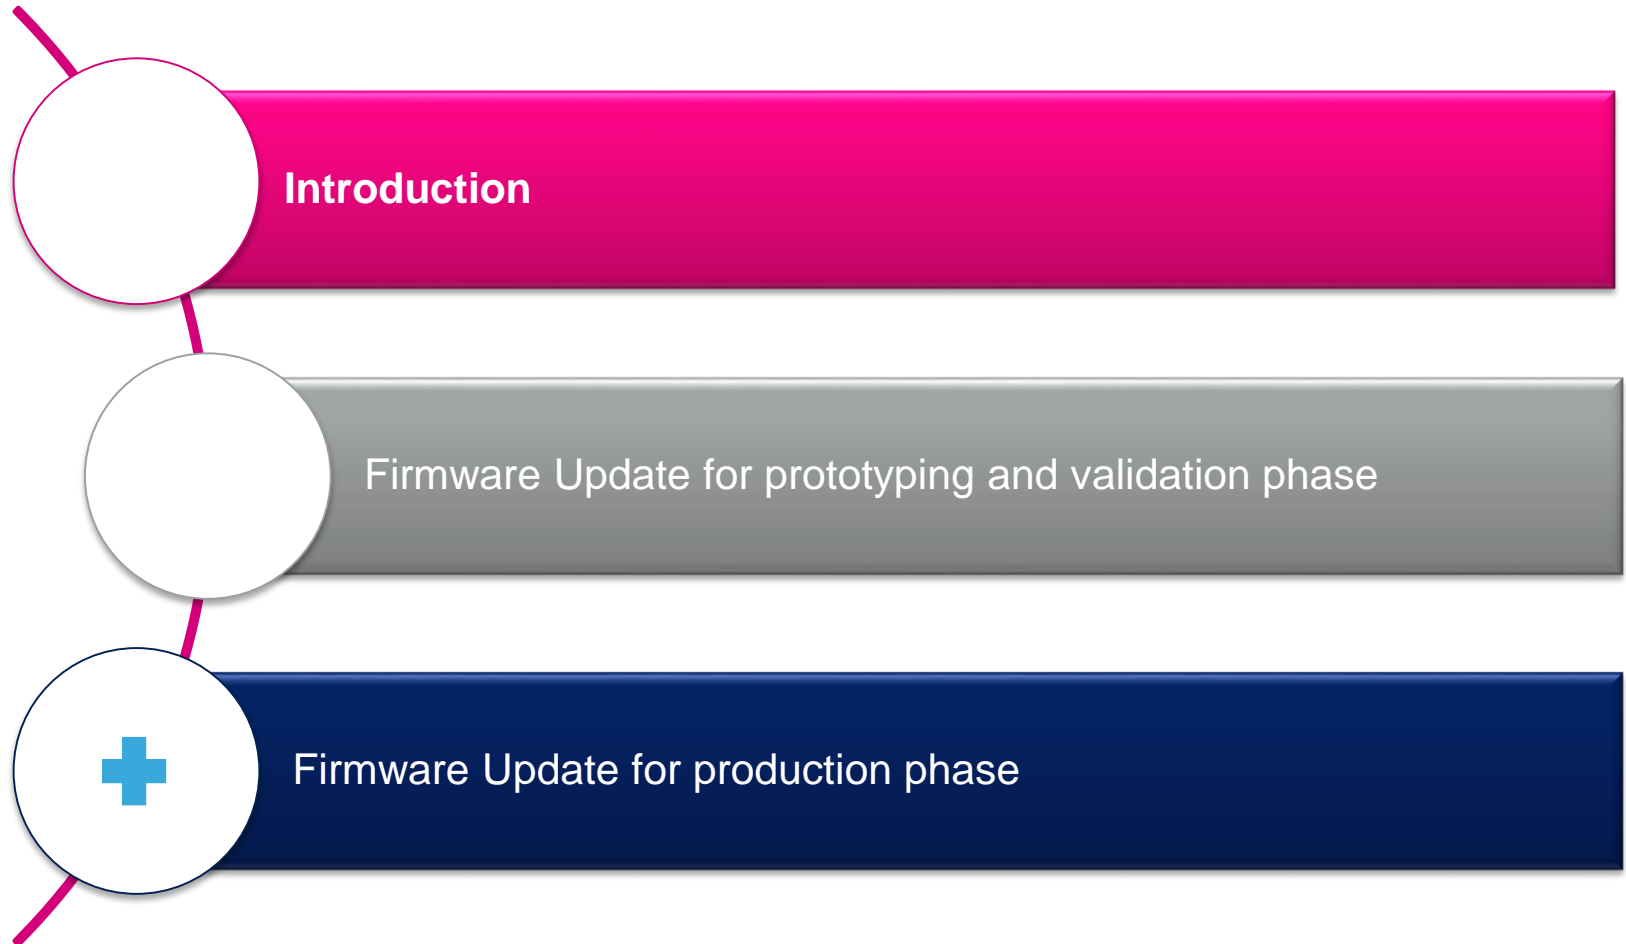 Introduction
Firmware Update for prototyping and validation phase
Firmware Update for production phase